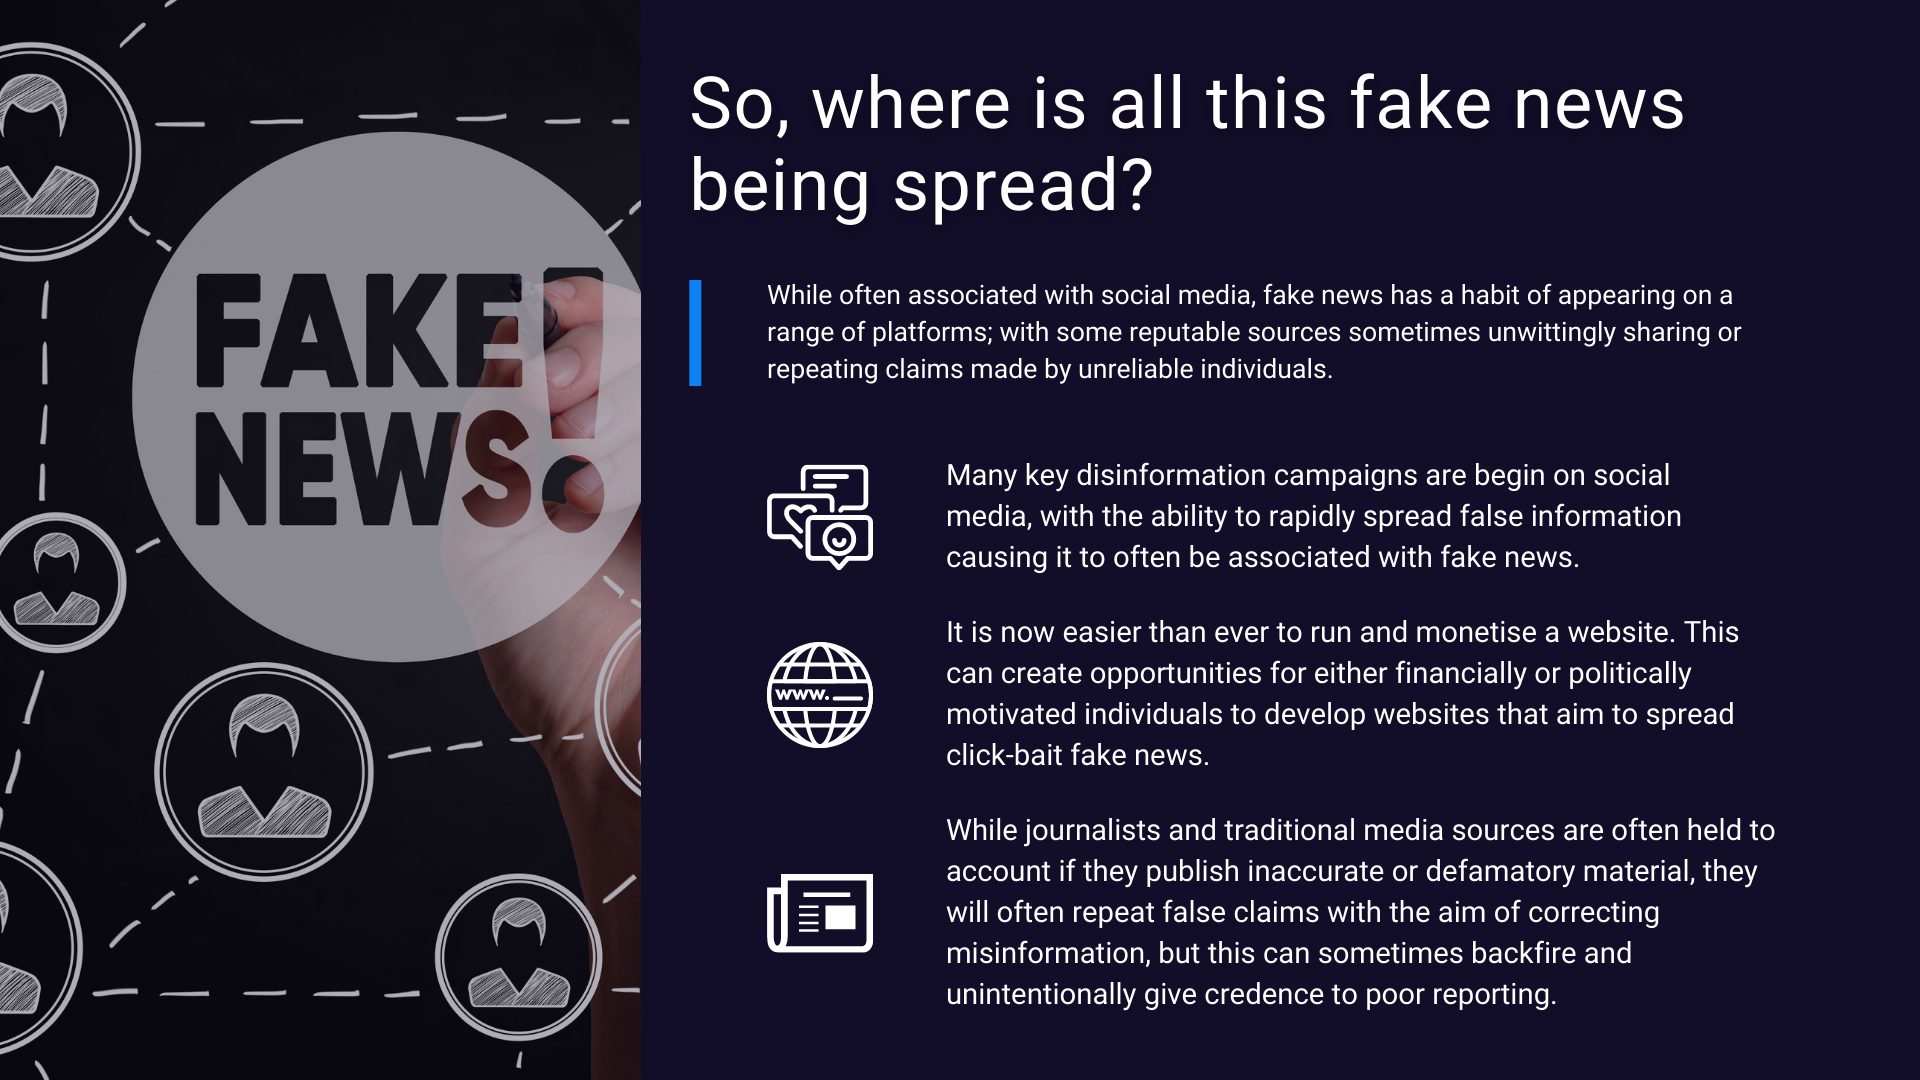 FAKE!
NEWS
So, where is all this fake news
being spread?
While often associated with social media, fake news has a habit of appearing on a
range of platforms; with some reputable sources sometimes unwittingly sharing or
repeating claims made by unreliable individuals.
Many key disinformation campaigns are begin on social
media, with the ability to rapidly spread false information
causing it to often be associated with fake news.
It is now easier than ever to run and monetise a website. This
can create opportunities for either financially or politically
motivated individuals to develop websites that aim to spread
click-bait fake news.
www.
While journalists and traditional media sources are often held to
account if they publish inaccurate or defamatory material, they
will often repeat false claims with the aim of correcting
misinformation, but this can sometimes backfire and
unintentionally give credence to poor reporting.